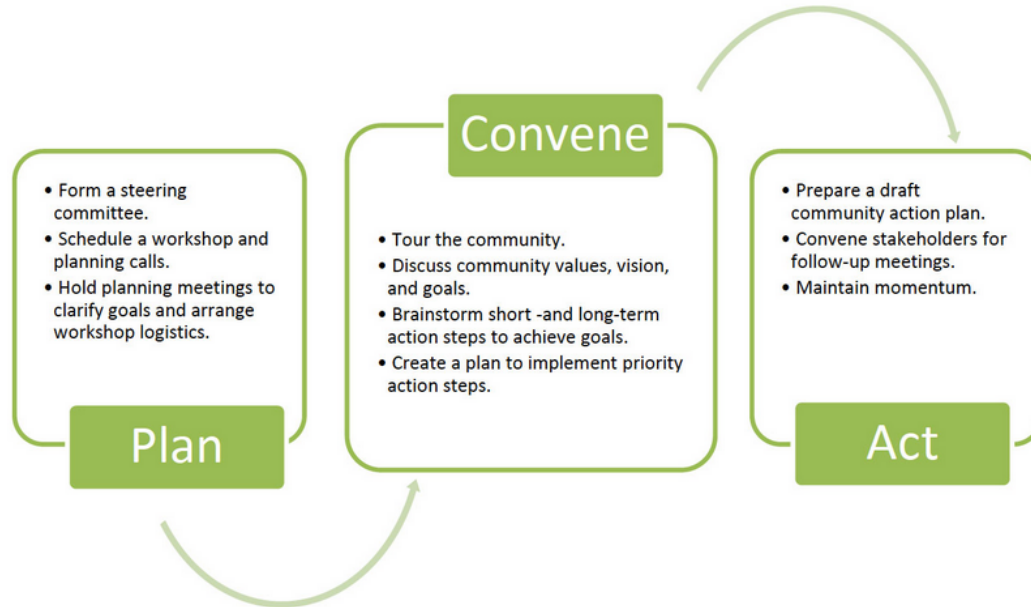 Plan
• Form a steering
committee.
• Schedule a workshop and
planning calls.
• Hold planning meetings to
clarify goals and arrange
workshop logistics.
Convene
• Tour the community.
• Discuss community values, vision,
and goals.
• Brainstorm short -and long-term
action steps to achieve goals.
• Create a plan to implement priority
action steps.
Act
• Prepare a draft
community action plan.
• Convene stakeholders for
follow-up meetings.
• Maintain momentum.